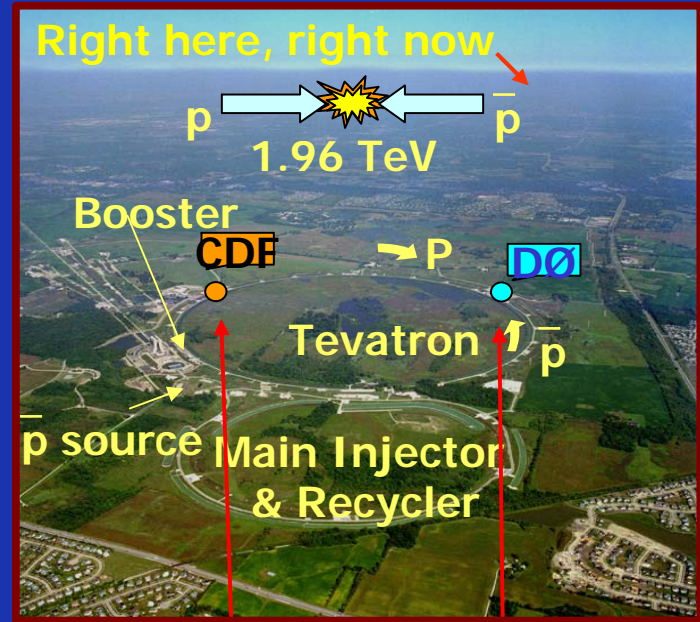 Right here, right now
p p̅
1.96 TeV
Booster
CDF
P
DØ
Tevatron
p̅
p̅ source
Main Injector
& Recycler